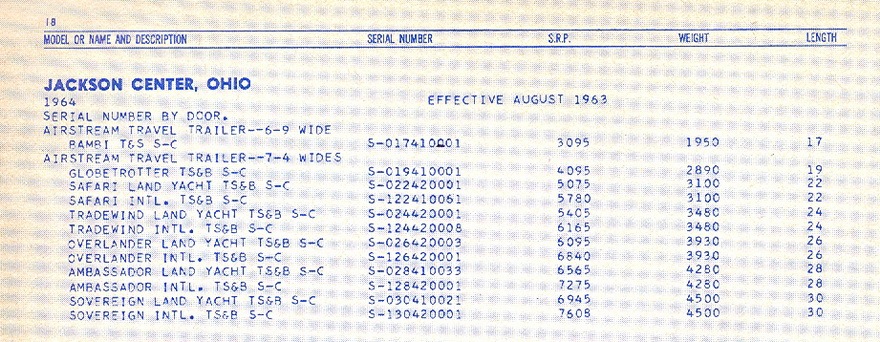 18
MODEL OR NAME AND DESCRIPTION SERIAL NUMBER S.R.P. WEIGHT LENGTH
JACKSON CENTER, OHIO
1964 EFFECTIVE AUGUST 1963
SERIAL NUMBER BY DOOR.
AIRSTREAM TRAVEL TRAILER--6-9 WIDE
BAMBI T&S S-C S-017410001 3095 1950 17
AIRSTREAM TRAVEL TRAILER--7-4 WIDES
GLOBETROTTER TS&B S-C S-019410001 4095 2890 19
SAFARI LAND YACHT TS&B S-C S-022420001 5075 3100 22
SAFARI INTL. TS&B S-C S-122410061 5780 3100 22
TRADEWIND LAND YACHT TS&B S-C S-024420001 5405 3480 24
TRADEWIND INTL. TS&B S-C S-124420008 6165 3480 24
OVERLANDER LAND YACHT TS&B S-C S-026420003 6095 3930 26
OVERLANDER INTL. TS&B S-C S-126420001 6840 3930 26
AMBASSADOR LAND YACHT TS&B S-C S-028410033 6565 4280 28
AMBASSADOR INTL. TS&B S-C S-128420001 7275 4280 28
SOVEREIGN LAND YACHT TS&B S-C S-030410021 6945 4500 30
SOVEREIGN INTL. TS&B S-C S-130420001 7608 4500 30